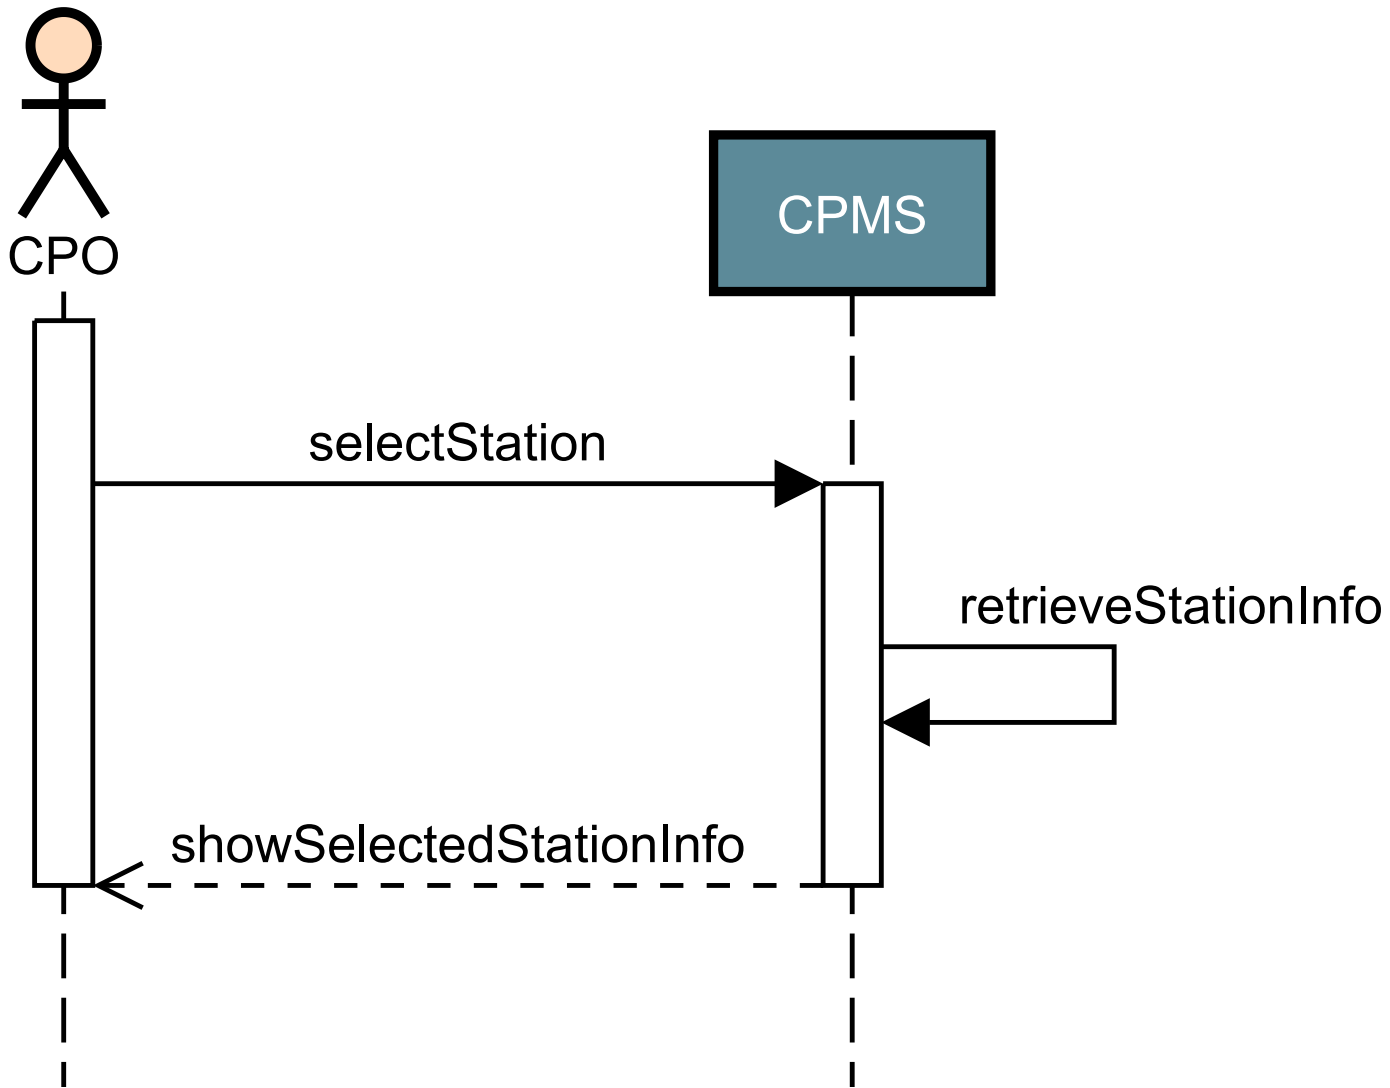 CPO
CPMS
selectStation
retrieveStationInfo
showSelectedStationInfo